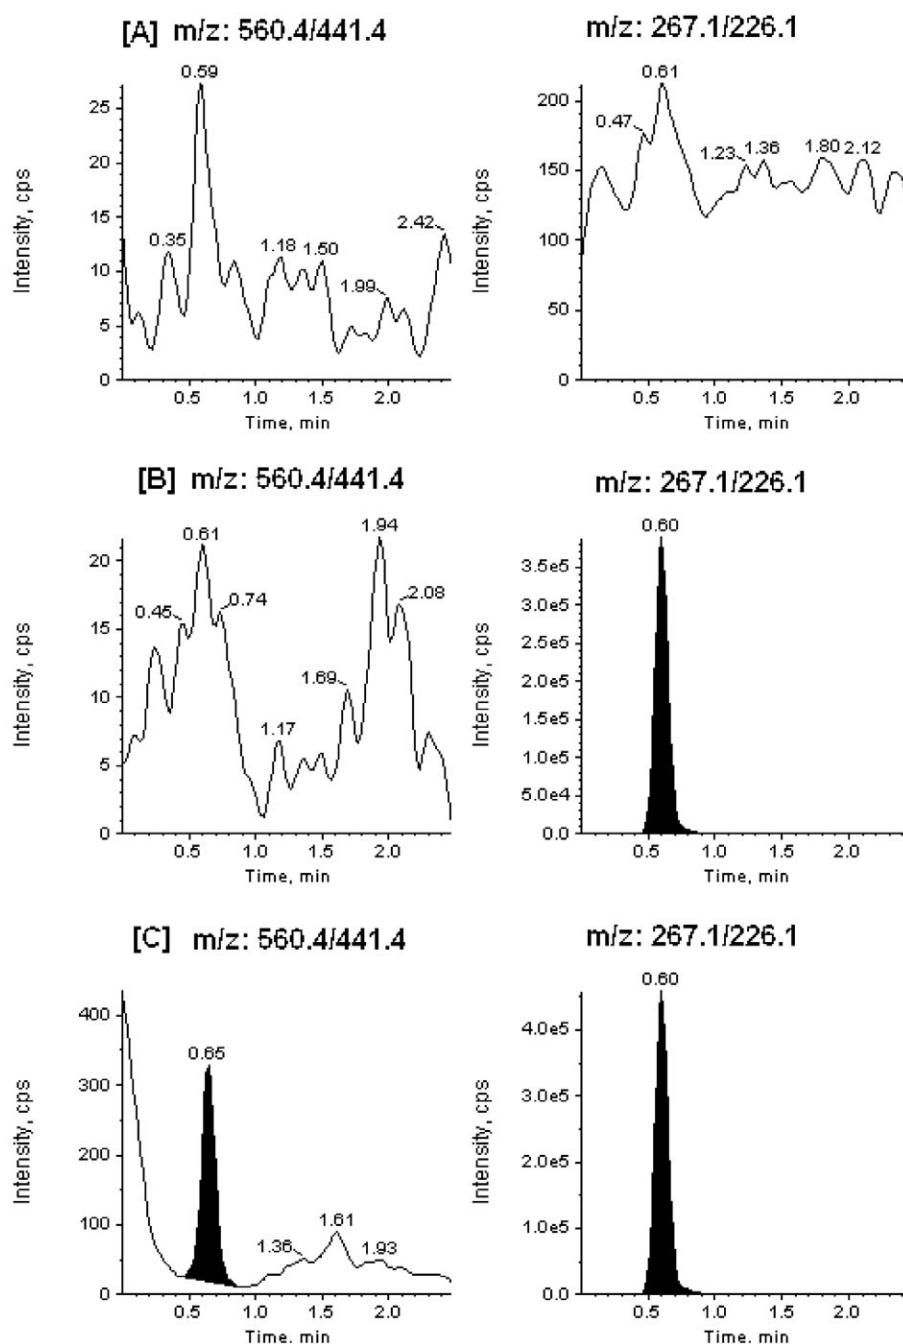 [A] m/z: 560.4/441.4
Intensity, cps
25
20
15
10
5
0
0.35
0.59
1.18
1.50
1.99
2.42
0.5 1.0 1.5 2.0
Time, min
m/z: 267.1/226.1
Intensity, cps
200
150
100
50
0
0.47
0.61
1.23
1.36
1.80
2.12
0.5 1.0 1.5 2.0
Time, min
[B] m/z: 560.4/441.4
Intensity, cps
20
15
10
5
0
0.45
0.61
0.74
1.17
1.69
1.94
2.08
0.5 1.0 1.5 2.0
Time, min
m/z: 267.1/226.1
Intensity, cps
3.5e5
3.0e5
2.5e5
2.0e5
1.5e5
1.0e5
5.0e4
0.0
0.60
0.5 1.0 1.5 2.0
Time, min
[C] m/z: 560.4/441.4
Intensity, cps
400
300
200
100
0
0.65
1.36
1.61
1.93
0.5 1.0 1.5 2.0
Time, min
m/z: 267.1/226.1
Intensity, cps
4.0e5
3.0e5
2.0e5
1.0e5
0.0
0.60
0.5 1.0 1.5 2.0
Time, min